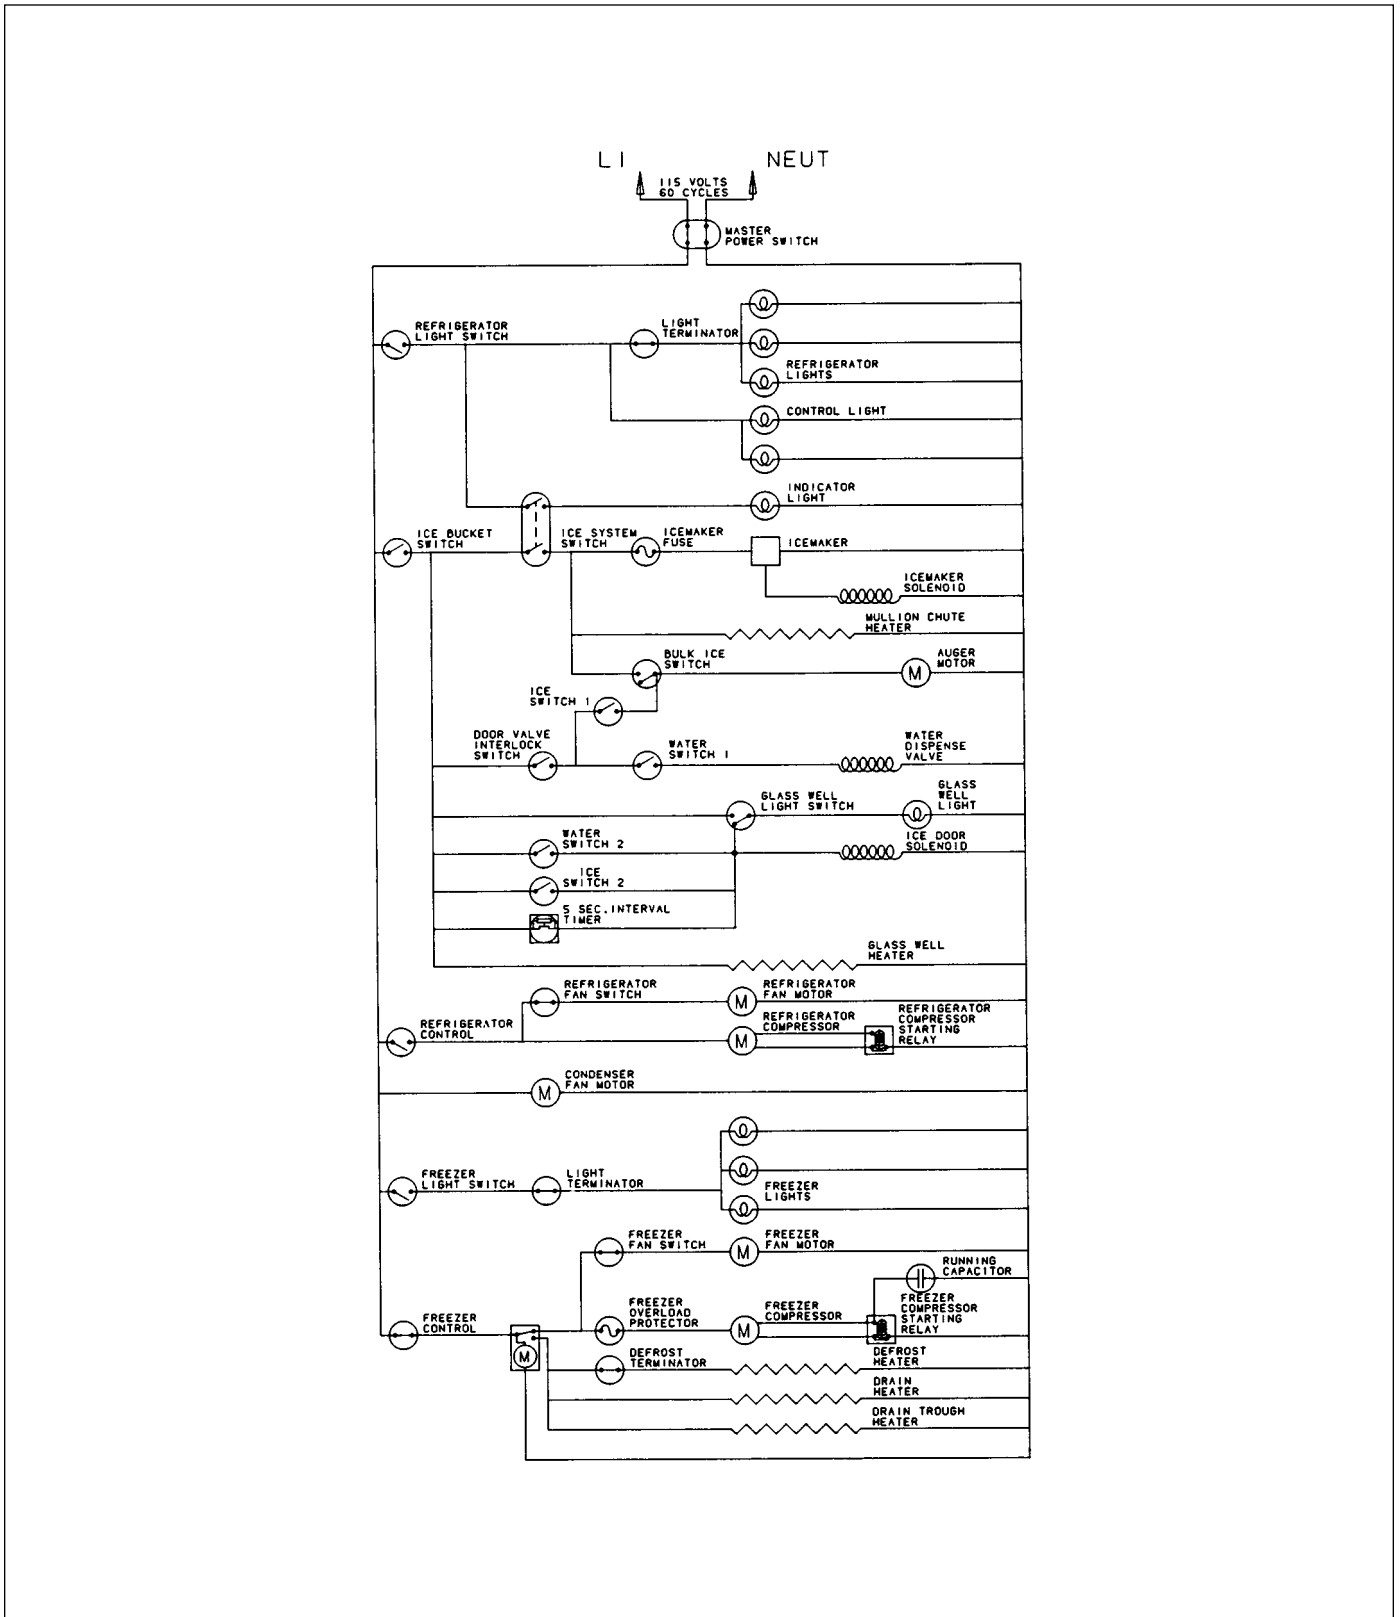 L1 NEUT
115 VOLTS
60 CYCLES
MASTER
POWER SWITCH
REFRIGERATOR
LIGHT SWITCH
LIGHT
TERMINATOR
REFRIGERATOR
LIGHTS
CONTROL LIGHT
INDICATOR
LIGHT
ICE BUCKET
SWITCH
ICE SYSTEM
SWITCH
ICEMAKER
FUSE
ICEMAKER
ICEMAKER
SOLENOID
MULLION CHUTE
HEATER
BULK ICE
SWITCH
AUGER
MOTOR
M
ICE
SWITCH 1
DOOR VALVE
INTERLOCK
SWITCH
WATER
SWITCH 1
WATER
DISPENSE
VALVE
GLASS WELL
LIGHT SWITCH
GLASS
WELL
LIGHT
WATER
SWITCH 2
ICE DOOR
SOLENOID
ICE
SWITCH 2
5 SEC.INTERVAL
TIMER
GLASS WELL
HEATER
REFRIGERATOR
FAN SWITCH
M
REFRIGERATOR
FAN MOTOR
REFRIGERATOR
CONTROL
M
REFRIGERATOR
COMPRESSOR
REFRIGERATOR
COMPRESSOR
STARTING
RELAY
M
CONDENSER
FAN MOTOR
FREEZER
LIGHT SWITCH
LIGHT
TERMINATOR
FREEZER
LIGHTS
FREEZER
FAN SWITCH
M
FREEZER
FAN MOTOR
RUNNING
CAPACITOR
FREEZER
CONTROL
M
FREEZER
OVERLOAD
PROTECTOR
M
FREEZER
COMPRESSOR
FREEZER
COMPRESSOR
STARTING
RELAY
DEFROST
TERMINATOR
DEFROST
HEATER
DRAIN
HEATER
DRAIN TROUGH
HEATER